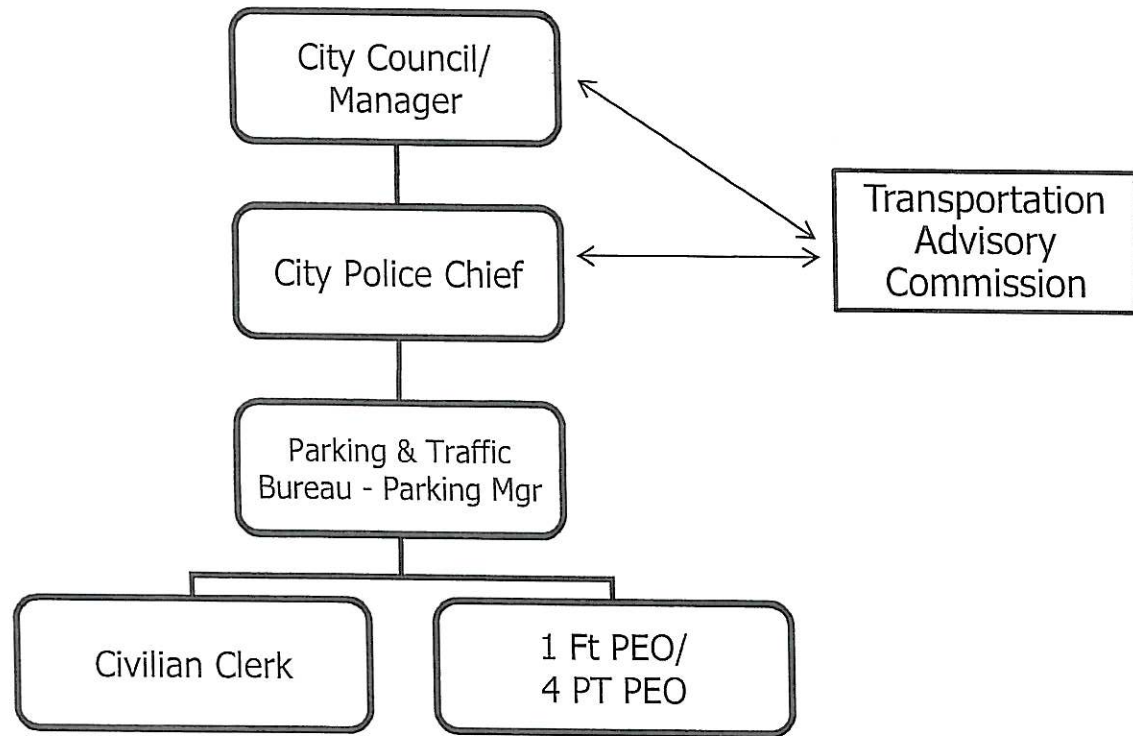 City Council/
Manager
City Police Chief
Transportation
Advisory
Commission
Parking & Traffic
Bureau - Parking Mgr
Civilian Clerk
1 Ft PEO/
4 PT PEO